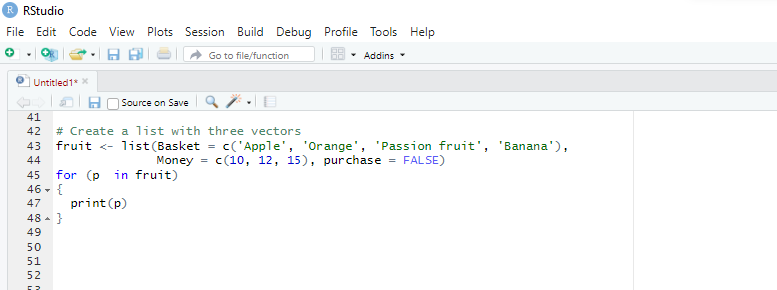 RStudio
File Edit Code View Plots Session Build Debug Profile Tools Help
Go to file/function Addins
Untitled1*
Source on Save
41
42 # Create a list with three vectors
43 fruit <- list(Basket = c('Apple', 'Orange', 'Passion fruit', 'Banana'),
44 Money = c(10, 12, 15), purchase = FALSE)
45 for (p  in fruit)
46 {
47 print(p)
48 }
49
50
51
52
53